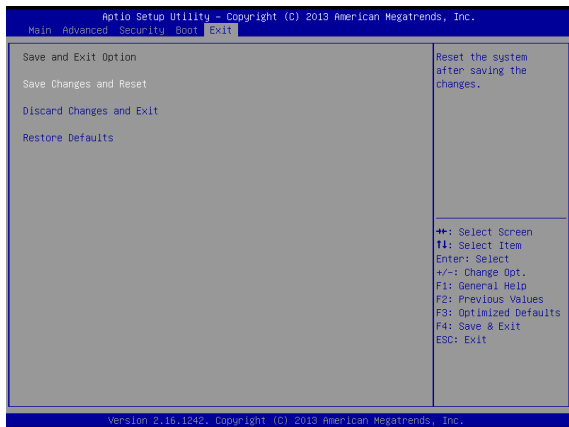 Aptio Setup Utility – Copyright (C) 2013 American Megatrends, Inc.
Main Advanced Security Boot Exit
Save and Exit Option
Save Changes and Reset
Discard Changes and Exit
Restore Defaults
Reset the system
after saving the
changes.
→←: Select Screen
↑↓: Select Item
Enter: Select
+/-: Change Opt.
F1: General Help
F2: Previous Values
F3: Optimized Defaults
F4: Save & Exit
ESC: Exit
Version 2.16.1242. Copyright (C) 2013 American Megatrends, Inc.